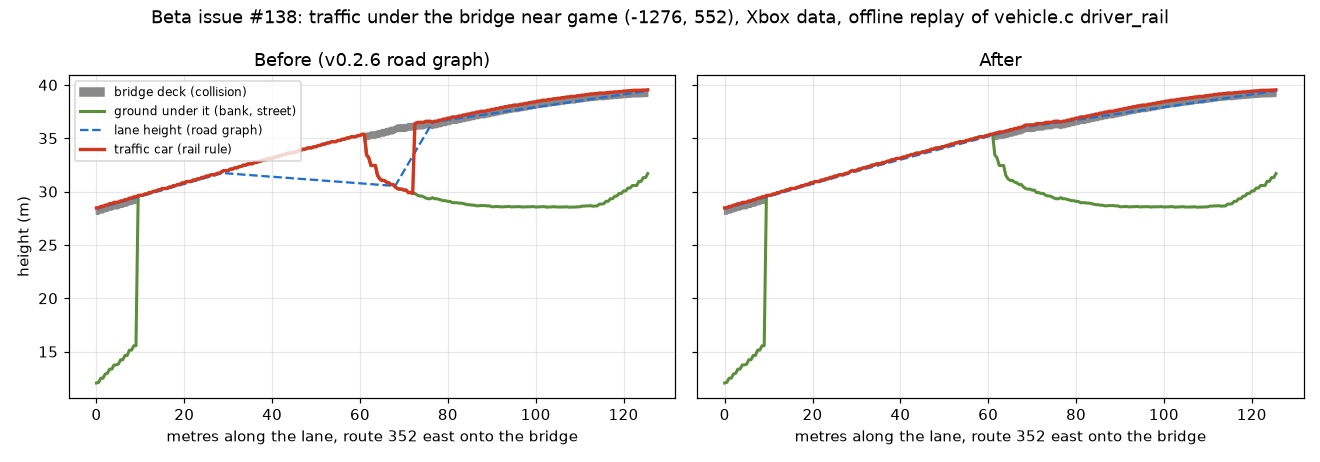 Beta issue #138: traffic under the bridge near game (-1276, 552), Xbox data, offline replay of vehicle.c driver_rail
Before (v0.2.6 road graph)
bridge deck (collision)
ground under it (bank, street)
lane height (road graph)
traffic car (rail rule)
height (m)
40
35
30
25
20
15
0 20 40 60 80 100 120
metres along the lane, route 352 east onto the bridge
After
0 20 40 60 80 100 120
metres along the lane, route 352 east onto the bridge